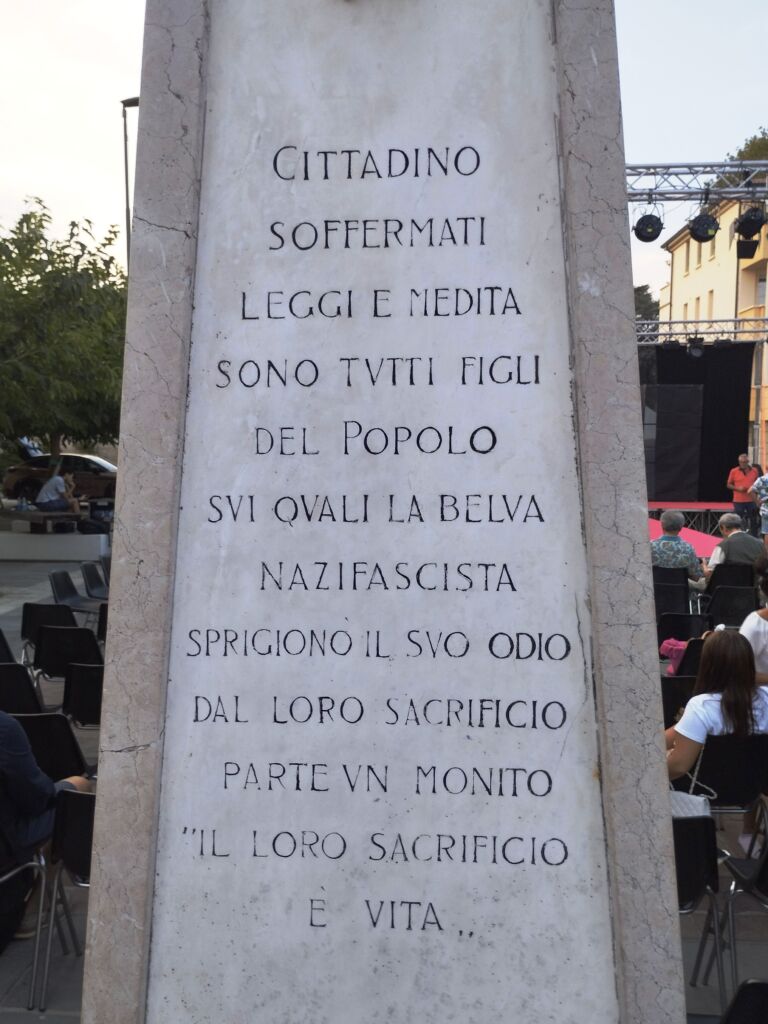 CITTADINO
SOFFERMATI
LEGGI E MEDITA
SONO TVTTI FIGLI
DEL POPOLO
SVI QVALI LA BELVA
NAZIFASCISTA
SPRIGIONÒ IL SVO ODIO
DAL LORO SACRIFICIO
PARTE VN MONITO
"IL LORO SACRIFICIO
È VITA„